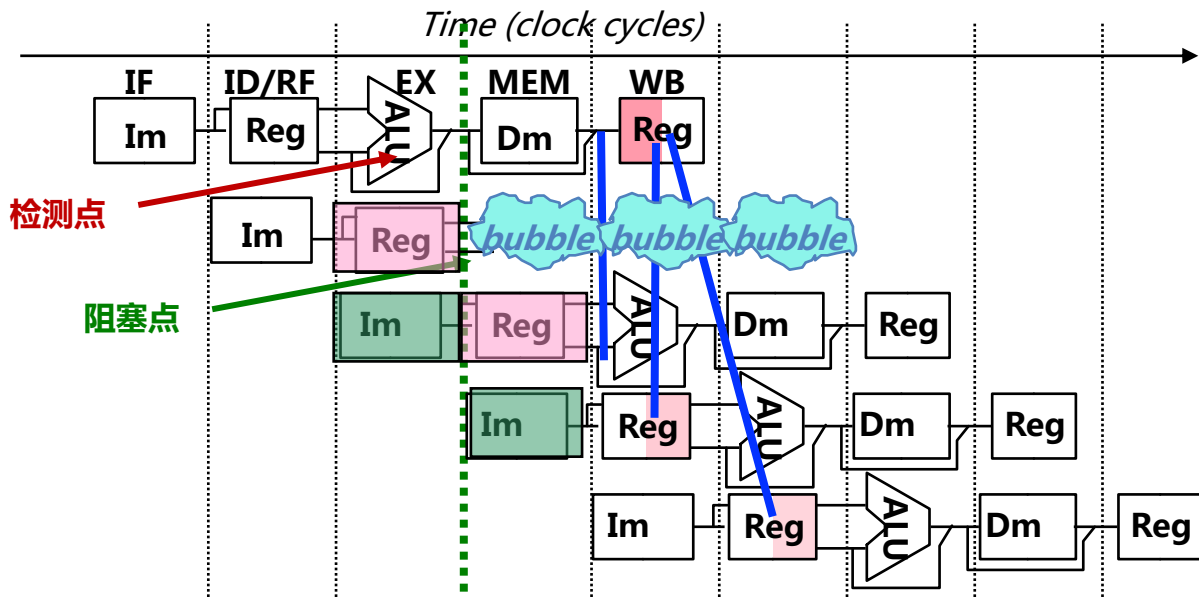 Time (clock cycles)
IF ID/RF EX MEM WB
Im Reg ALU Dm Reg
检测点
Im Reg bubble bubble bubble
阻塞点
Im Reg ALU Dm Reg
Im Reg ALU Dm Reg
Im Reg ALU Dm Reg